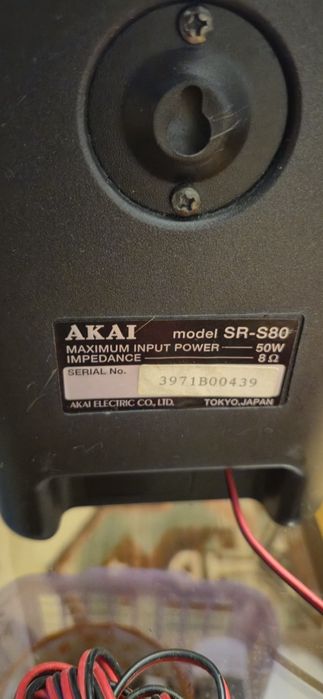 AKAI model SR-S80
MAXIMUM INPUT POWER 50W
IMPEDANCE 8Ω
SERIAL No. 3971B00439
AKAI ELECTRIC CO., LTD. TOKYO, JAPAN